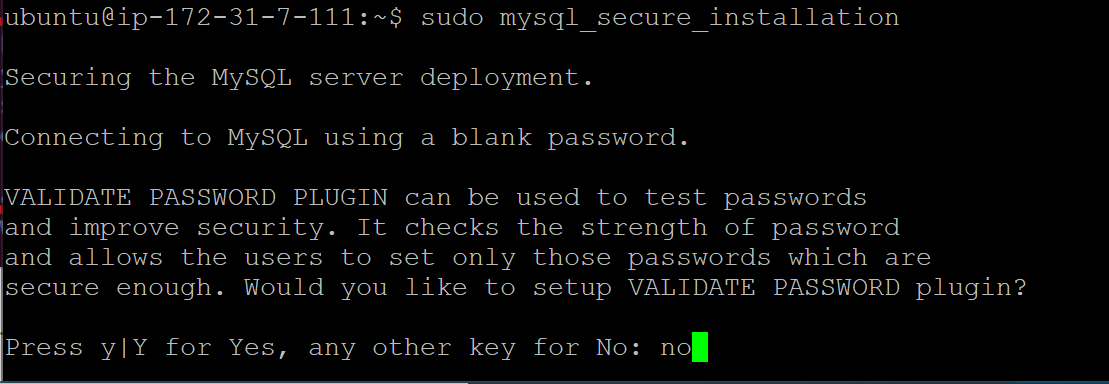 ubuntu@ip-172-31-7-111:~$ sudo mysql_secure_installation
Securing the MySQL server deployment.
Connecting to MySQL using a blank password.
VALIDATE PASSWORD PLUGIN can be used to test passwords
and improve security. It checks the strength of password
and allows the users to set only those passwords which are
secure enough. Would you like to setup VALIDATE PASSWORD plugin?
Press y|Y for Yes, any other key for No: no